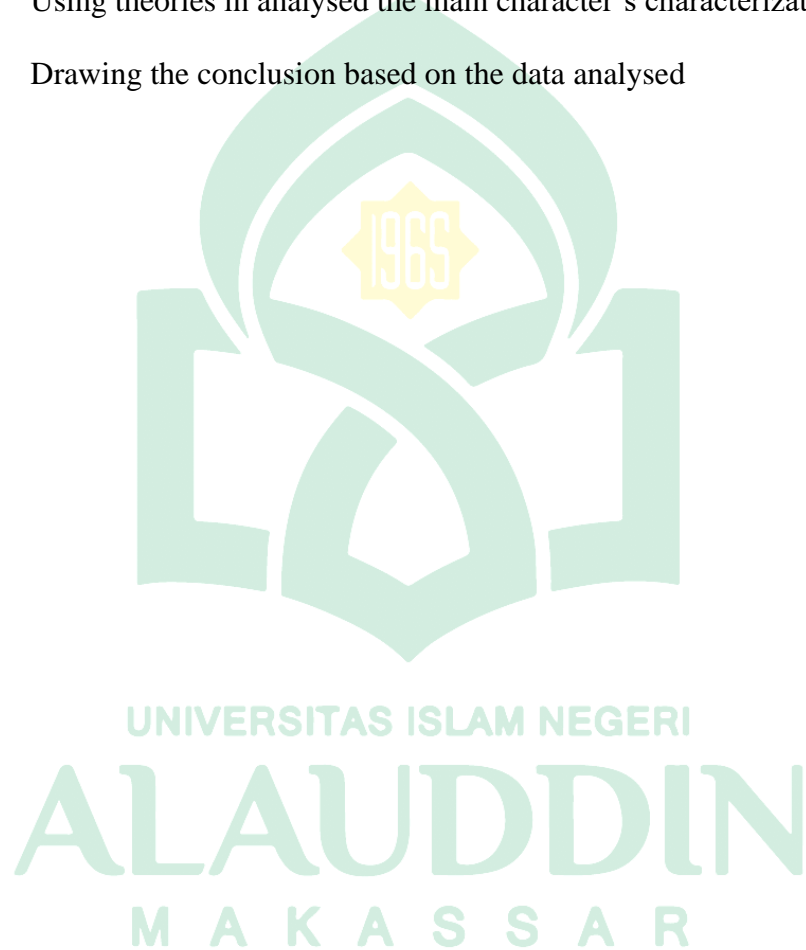 Using theories in analysed the main character's
Drawing the conclusion based on the data analysed
1965
UNIVERSITAS ISLAM NEGERI
ALAUDDIN
MAKASSAR